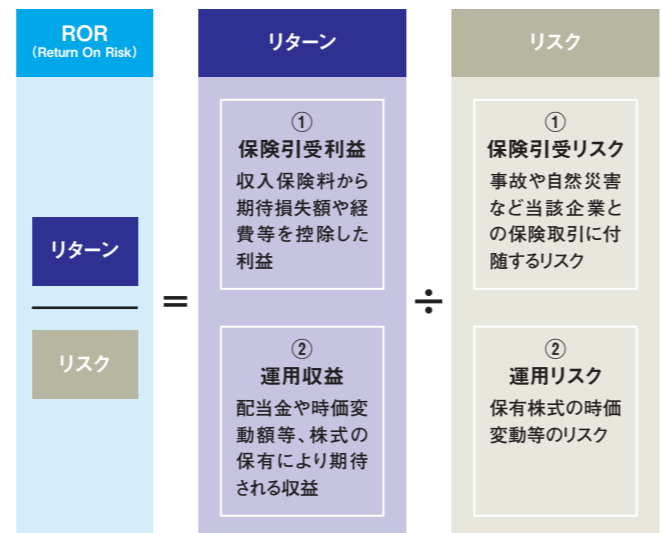 ROR
(Return On Risk)
リターン
リスク
=
リターン
①
保険引受利益
収入保険料から
期待損失額や経
費等を控除した
利益
②
運用収益
配当金や時価変
動額等、株式の
保有により期待
される収益
÷
リスク
①
保険引受リスク
事故や自然災害
など当該企業と
の保険取引に付
随するリスク
②
運用リスク
保有株式の時価
変動等のリスク